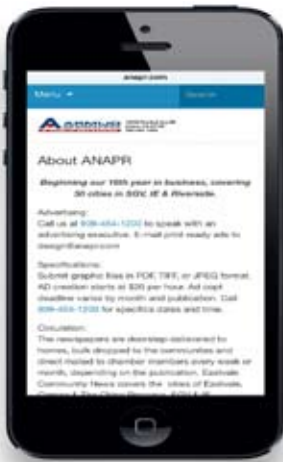 anapr.com
Menu
Search
About ANAPR
Beginning our 16th year in business, covering
30 cities in SGV, IE & Riverside.
Advertising:
Call us at 909-464-1200 to speak with an
advertising executive. E-mail print ready ads to
design@anapr.com
Specifications:
Submit graphic files in PDF, TIFF, or JPEG format.
AD creation starts at $35 per hour. Ad copy
deadline varies by month and publication. Call
909-464-1200 for specifics dates and time.
Circulation:
The newspapers are doorstep delivered to
homes, bulk dropped to the communities and
direct mailed to chamber members every week or
month, depending on the publication. Eastvale
Community News covers the cities of Eastvale,